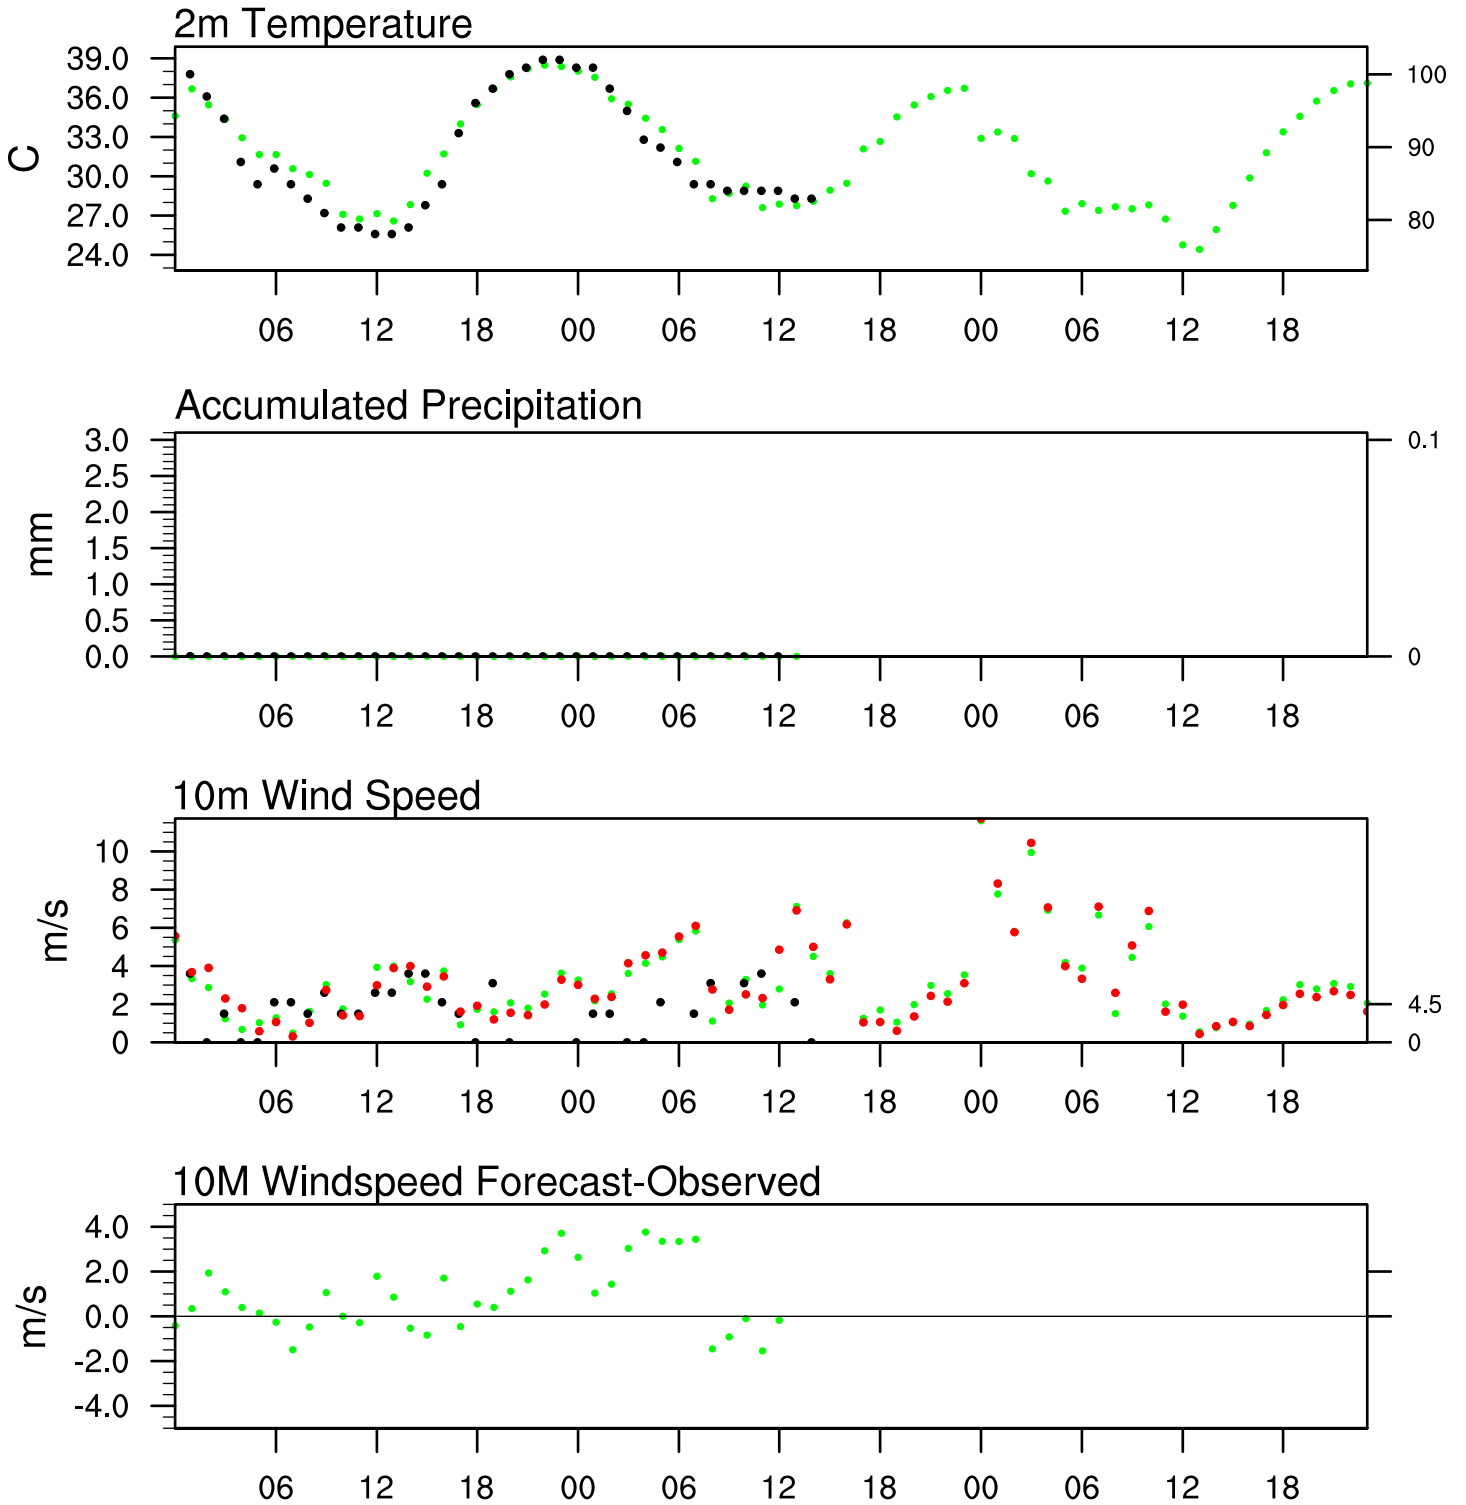 2m Temperature
39.0
36.0
33.0
30.0
27.0
24.0
C
100
90
80
06 12 18 00 06 12 18 00 06 12 18
Accumulated Precipitation
3.0
2.5
2.0
1.5
1.0
0.5
0.0
mm
0.1
0
06 12 18 00 06 12 18 00 06 12 18
10m Wind Speed
10
8
6
4
2
0
m/s
4.5
0
06 12 18 00 06 12 18 00 06 12 18
10M Windspeed Forecast-Observed
4.0
2.0
0.0
-2.0
-4.0
m/s
06 12 18 00 06 12 18 00 06 12 18